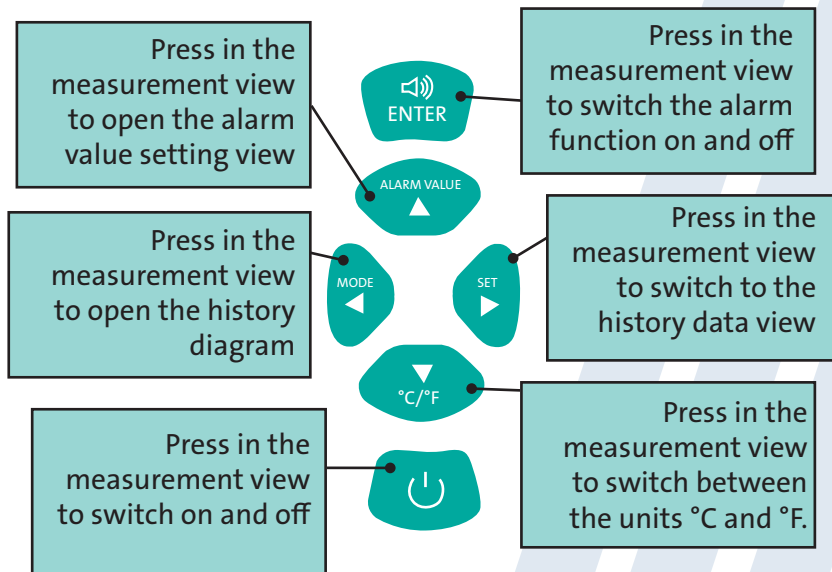 Press in the
measurement view
to open the alarm
value setting view
ENTER
Press in the
measurement view
to switch the alarm
function on and off
ALARM VALUE
Press in the
measurement view
to open the history
diagram
MODE
SET
Press in the
measurement view
to switch to the
history data view
°C/°F
Press in the
measurement view
to switch on and off
Press in the
measurement view
to switch between
the units °C and °F.